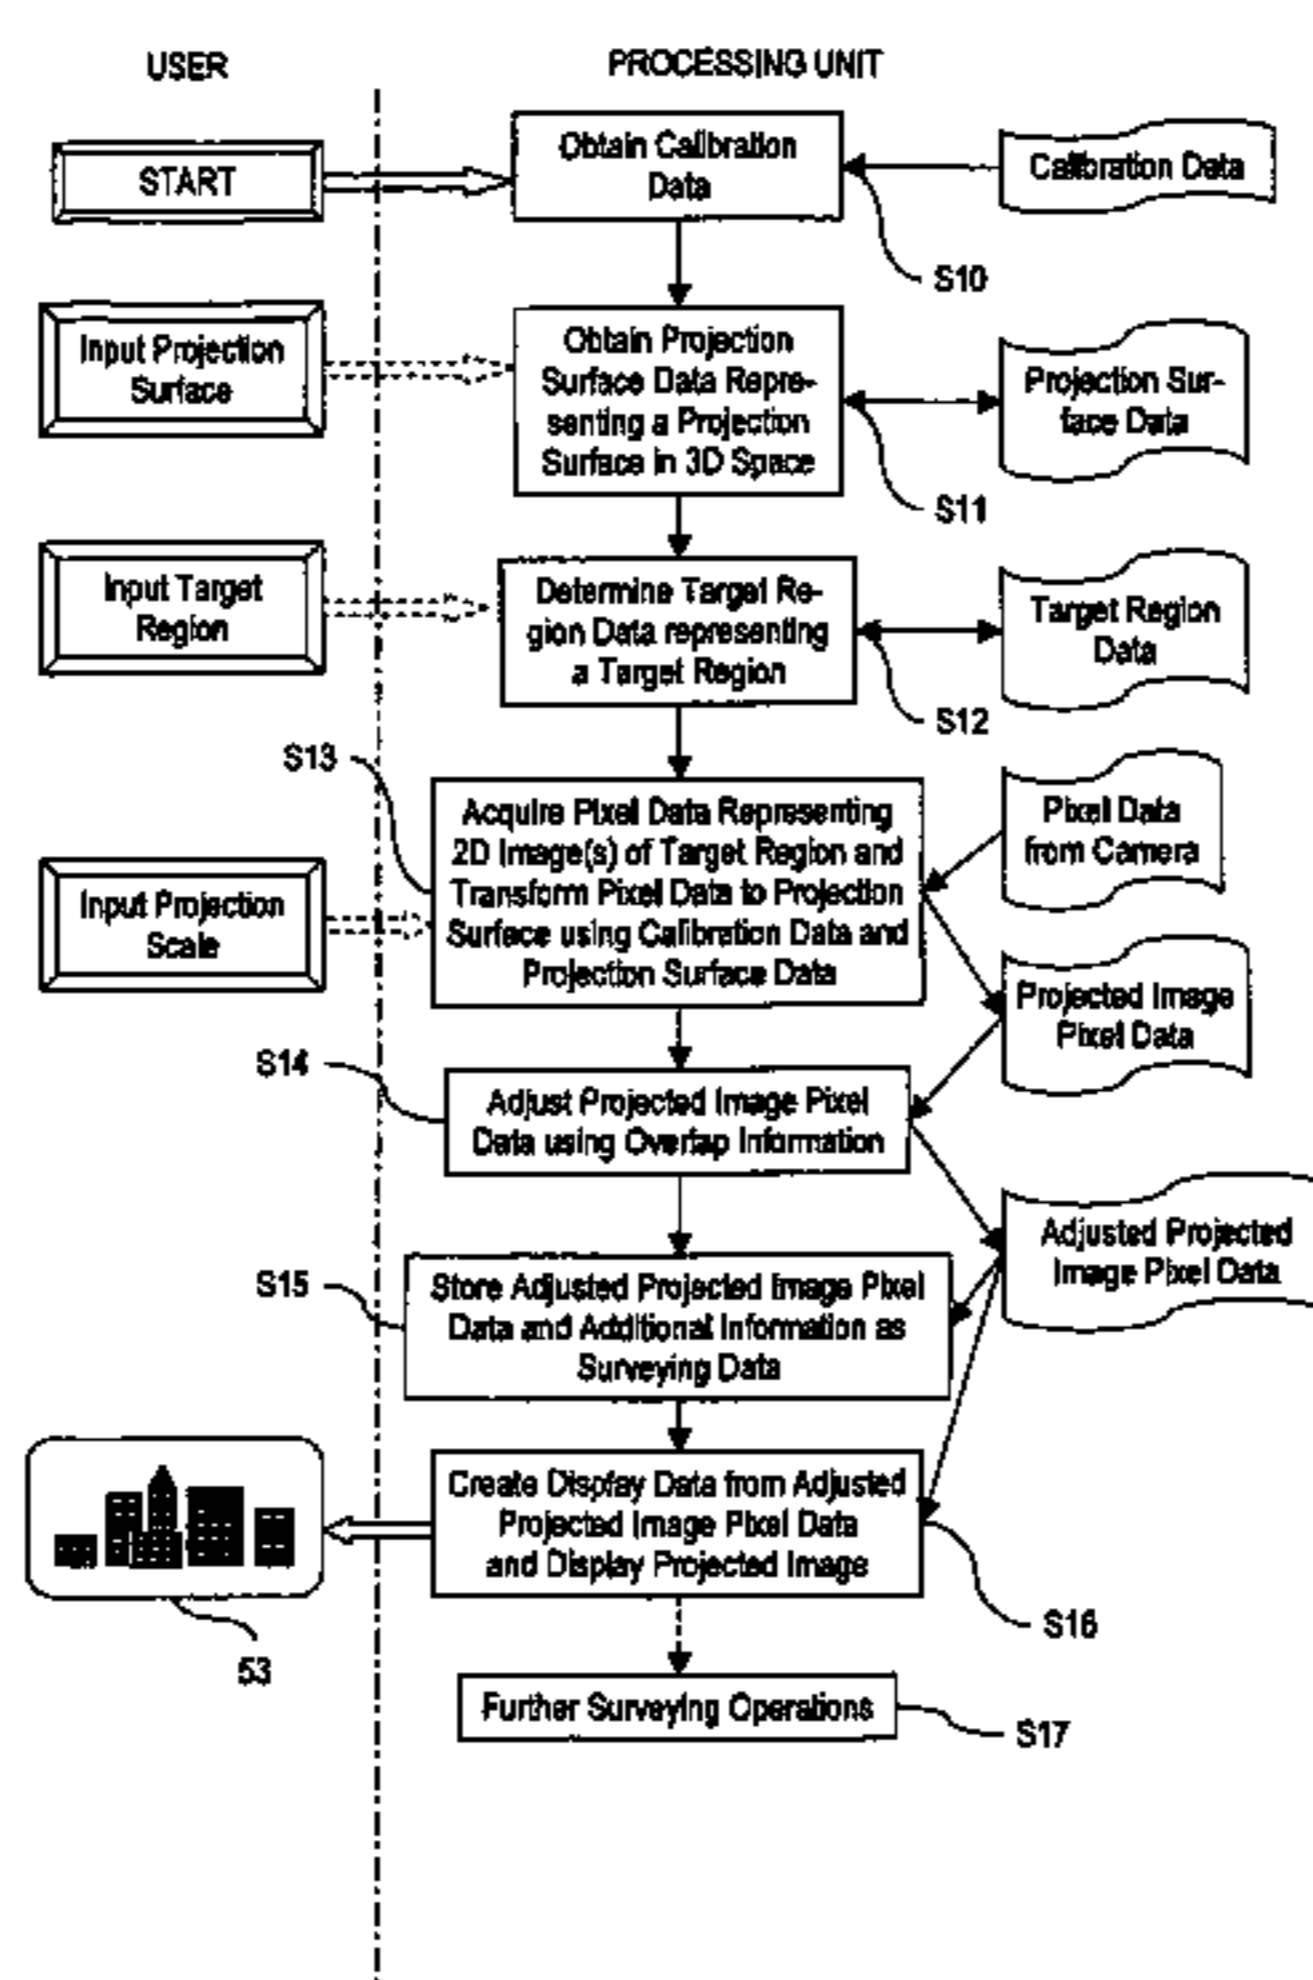 USER
PROCESSING UNIT
START
Obtain Calibration
Data
Calibration Data
S10
Input Projection
Surface
Obtain Projection
Surface Data Repre-
senting a Projection
Surface in 3D Space
Projection Sur-
face Data
S11
Input Target
Region
Determine Target Re-
gion Data representing
a Target Region
Target Region
Data
S12
S13
Acquire Pixel Data Representing
2D Image(s) of Target Region and
Transform Pixel Data to Projection
Surface using Calibration Data and
Projection Surface Data
Pixel Data
from Camera
Input Projection
Scale
Projected Image
Pixel Data
S14
Adjust Projected Image Pixel
Data using Overlap Information
Adjusted Projected
Image Pixel Data
S15
Store Adjusted Projected Image Pixel
Data and Additional Information as
Surveying Data
Create Display Data from Adjusted
Projected Image Pixel Data
and Display Projected Image
S16
53
Further Surveying Operations
S17